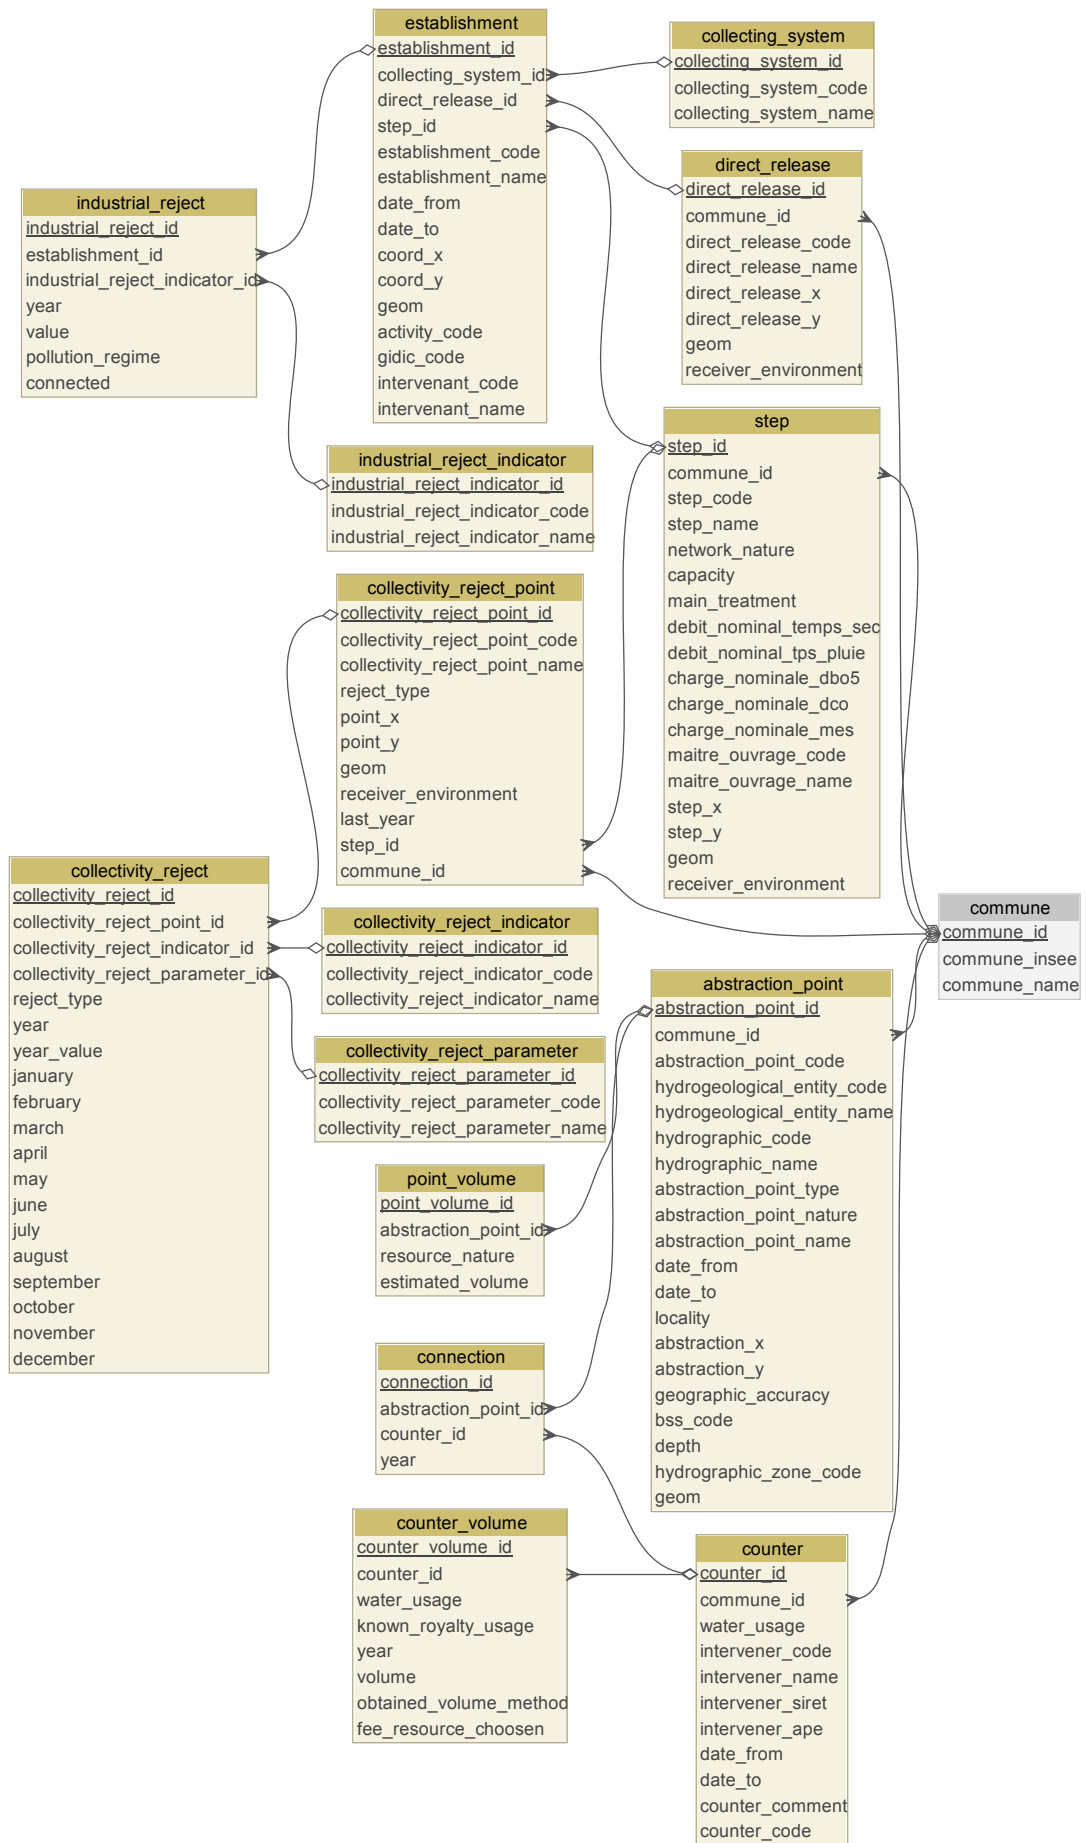 establishment
establishment_id
collecting_system_id
direct_release_id
step_id
establishment_code
establishment_name
date_from
date_to
coord_x
coord_y
geom
activity_code
gidic_code
intervenant_code
intervenant_name
collecting_system
collecting_system_id
collecting_system_code
collecting_system_name
direct_release
direct_release_id
commune_id
direct_release_code
direct_release_name
direct_release_x
direct_release_y
geom
receiver_environment
industrial_reject
industrial_reject_id
establishment_id
industrial_reject_indicator_id
year
value
pollution_regime
connected
industrial_reject_indicator
industrial_reject_indicator_id
industrial_reject_indicator_code
industrial_reject_indicator_name
step
step_id
commune_id
step_code
step_name
network_nature
capacity
main_treatment
debit_nominal_temps_sec
debit_nominal_tps_pluie
charge_nominale_dbo5
charge_nominale_dco
charge_nominale_mes
maitre_ouvrage_code
maitre_ouvrage_name
step_x
step_y
geom
receiver_environment
collectivity_reject_point
collectivity_reject_point_id
collectivity_reject_point_code
collectivity_reject_point_name
reject_type
point_x
point_y
geom
receiver_environment
last_year
step_id
commune_id
collectivity_reject
collectivity_reject_id
collectivity_reject_point_id
collectivity_reject_indicator_id
collectivity_reject_parameter_id
reject_type
year
year_value
january
february
march
april
may
june
july
august
september
october
november
december
collectivity_reject_indicator
collectivity_reject_indicator_id
collectivity_reject_indicator_code
collectivity_reject_indicator_name
commune
commune_id
commune_insee
commune_name
collectivity_reject_parameter
collectivity_reject_parameter_id
collectivity_reject_parameter_code
collectivity_reject_parameter_name
abstraction_point
abstraction_point_id
commune_id
abstraction_point_code
hydrogeological_entity_code
hydrogeological_entity_name
hydrographic_code
hydrographic_name
abstraction_point_type
abstraction_point_nature
abstraction_point_name
date_from
date_to
locality
abstraction_x
abstraction_y
geographic_accuracy
bss_code
depth
hydrographic_zone_code
geom
point_volume
point_volume_id
abstraction_point_id
resource_nature
estimated_volume
connection
connection_id
abstraction_point_id
counter_id
year
counter_volume
counter_volume_id
counter_id
water_usage
known_royalty_usage
year
volume
obtained_volume_method
fee_resource_choosen
counter
counter_id
commune_id
water_usage
intervener_code
intervener_name
intervener_siret
intervener_ape
date_from
date_to
counter_comment
counter_code